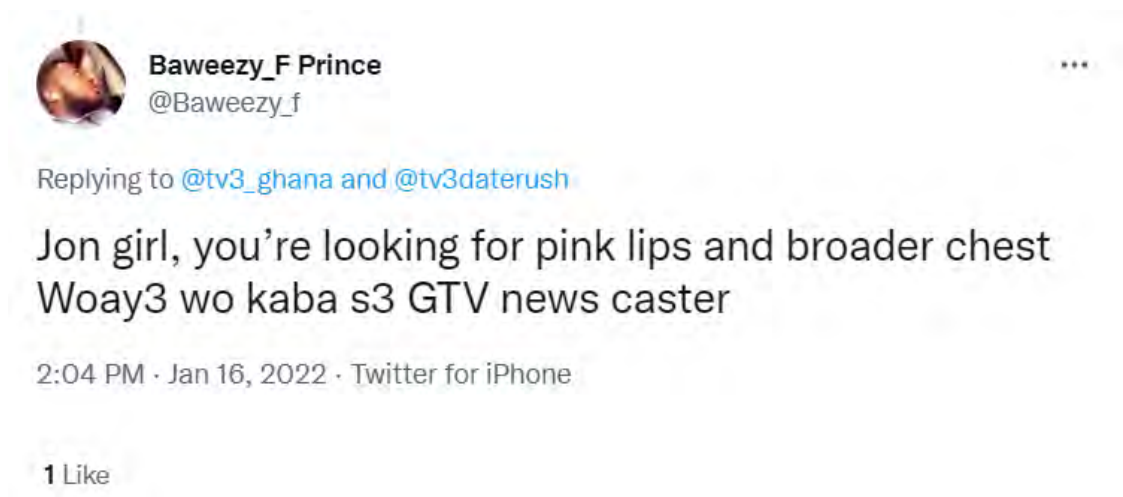 Baweezy_F Prince
@Baweezy_f
Replying to @tv3_ghana and @tv3daterush
Jon girl, you’re looking for pink lips and broader chest
Woay3 wo kaba s3 GTV news caster
2:04 PM · Jan 16, 2022 · Twitter for iPhone
1 Like